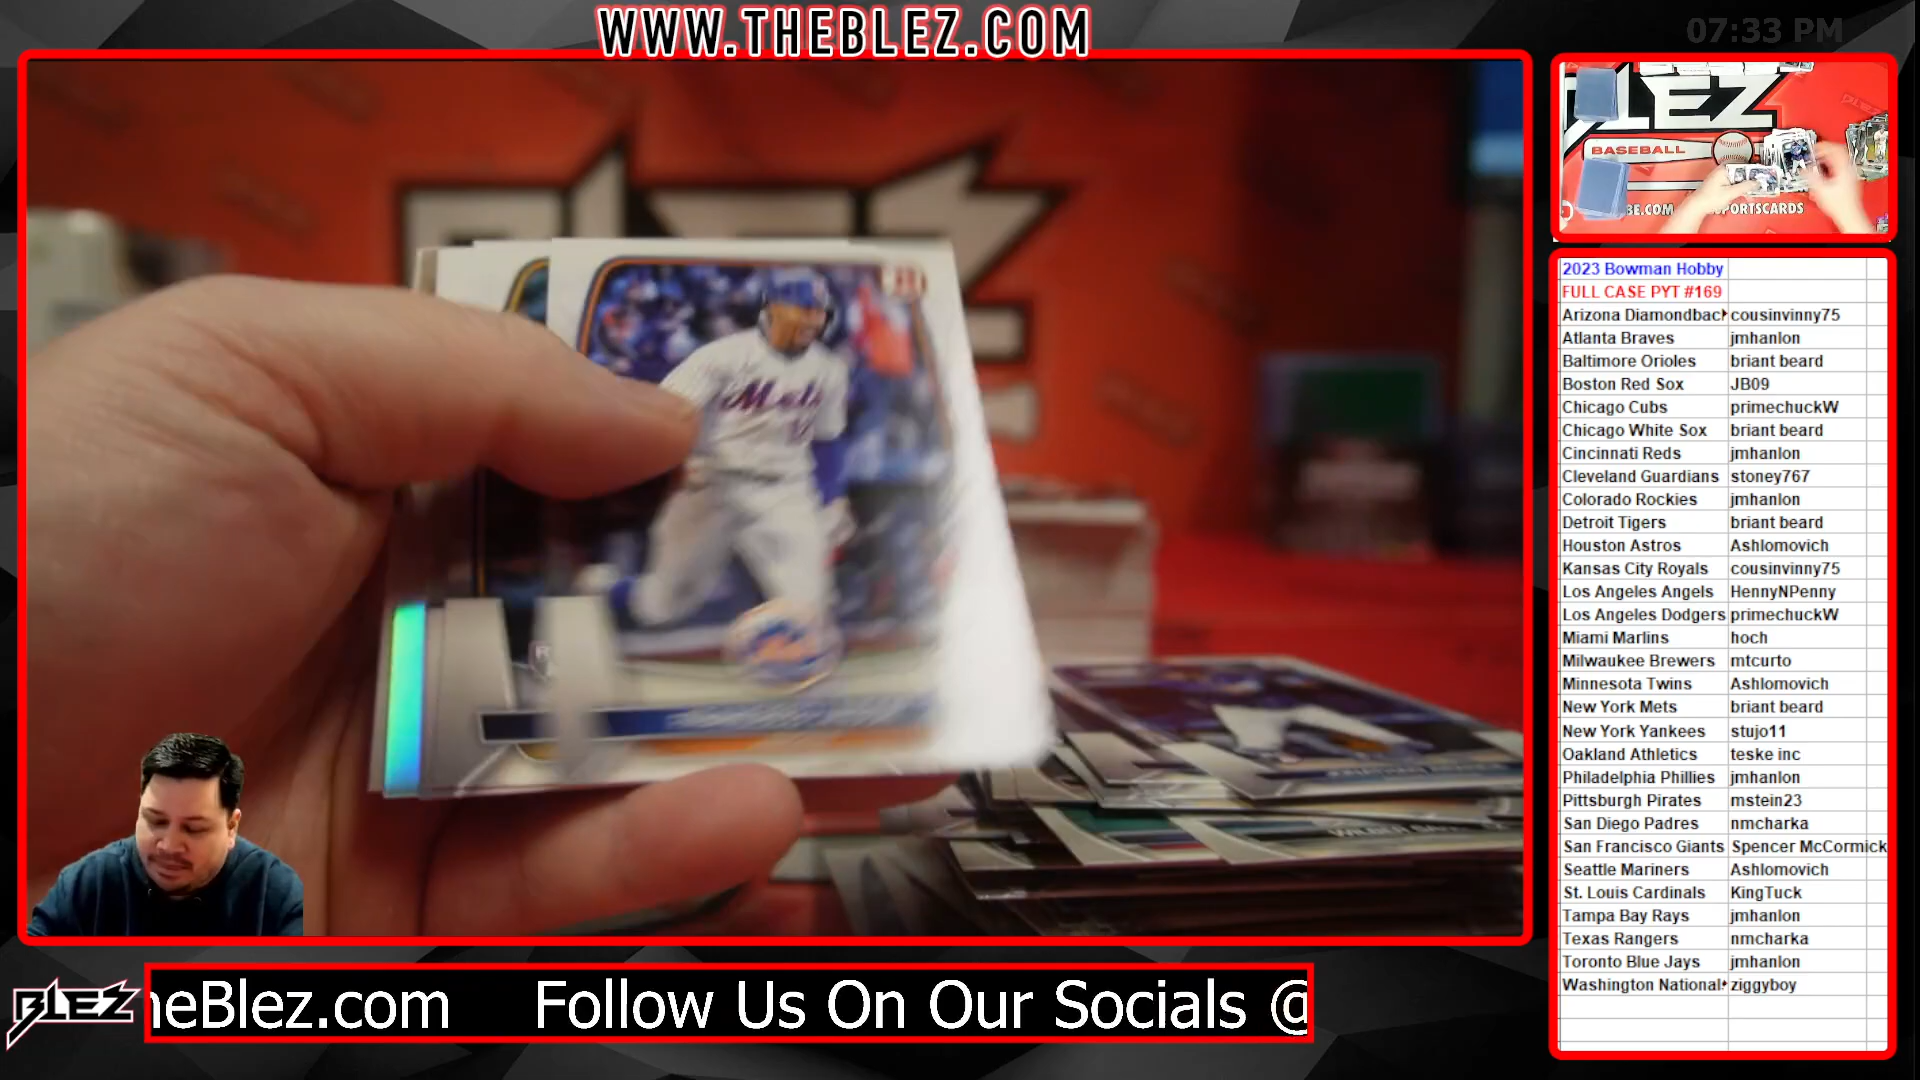 WWW.THEBLEZ.COM
07:33 PM
BLEZ
BASEBALL
Mets
2023 Bowman Hobby
FULL CASE PYT #169
Arizona Diamondbac cousinvinny75
Atlanta Braves jmhanlon
Baltimore Orioles briant beard
Boston Red Sox JB09
Chicago Cubs primechuckW
Chicago White Sox briant beard
Cincinnati Reds jmhanlon
Cleveland Guardians stoney767
Colorado Rockies jmhanlon
Detroit Tigers briant beard
Houston Astros Ashlomovich
Kansas City Royals cousinvinny75
Los Angeles Angels HennyNPenny
Los Angeles Dodgers primechuckW
Miami Marlins hoch
Milwaukee Brewers mtcurto
Minnesota Twins Ashlomovich
New York Mets briant beard
New York Yankees stujo11
Oakland Athletics teske inc
Philadelphia Phillies jmhanlon
Pittsburgh Pirates mstein23
San Diego Padres nmcharka
San Francisco Giants Spencer McCormick
Seattle Mariners Ashlomovich
St. Louis Cardinals KingTuck
Tampa Bay Rays jmhanlon
Texas Rangers nmcharka
Toronto Blue Jays jmhanlon
Washington National ziggyboy
BLEZ
heBlez.com Follow Us On Our Socials @